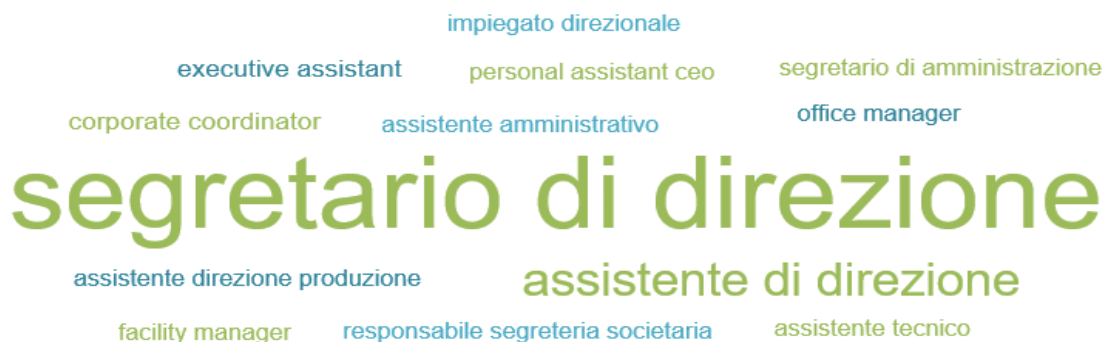 impiegato direzionale
executive assistant
personal assistant ceo
segretario di amministrazione
corporate coordinator
assistente amministrativo
office manager
segretario di direzione
assistente direzione produzione
assistente di direzione
facility manager
responsabile segreteria societaria
assistente tecnico